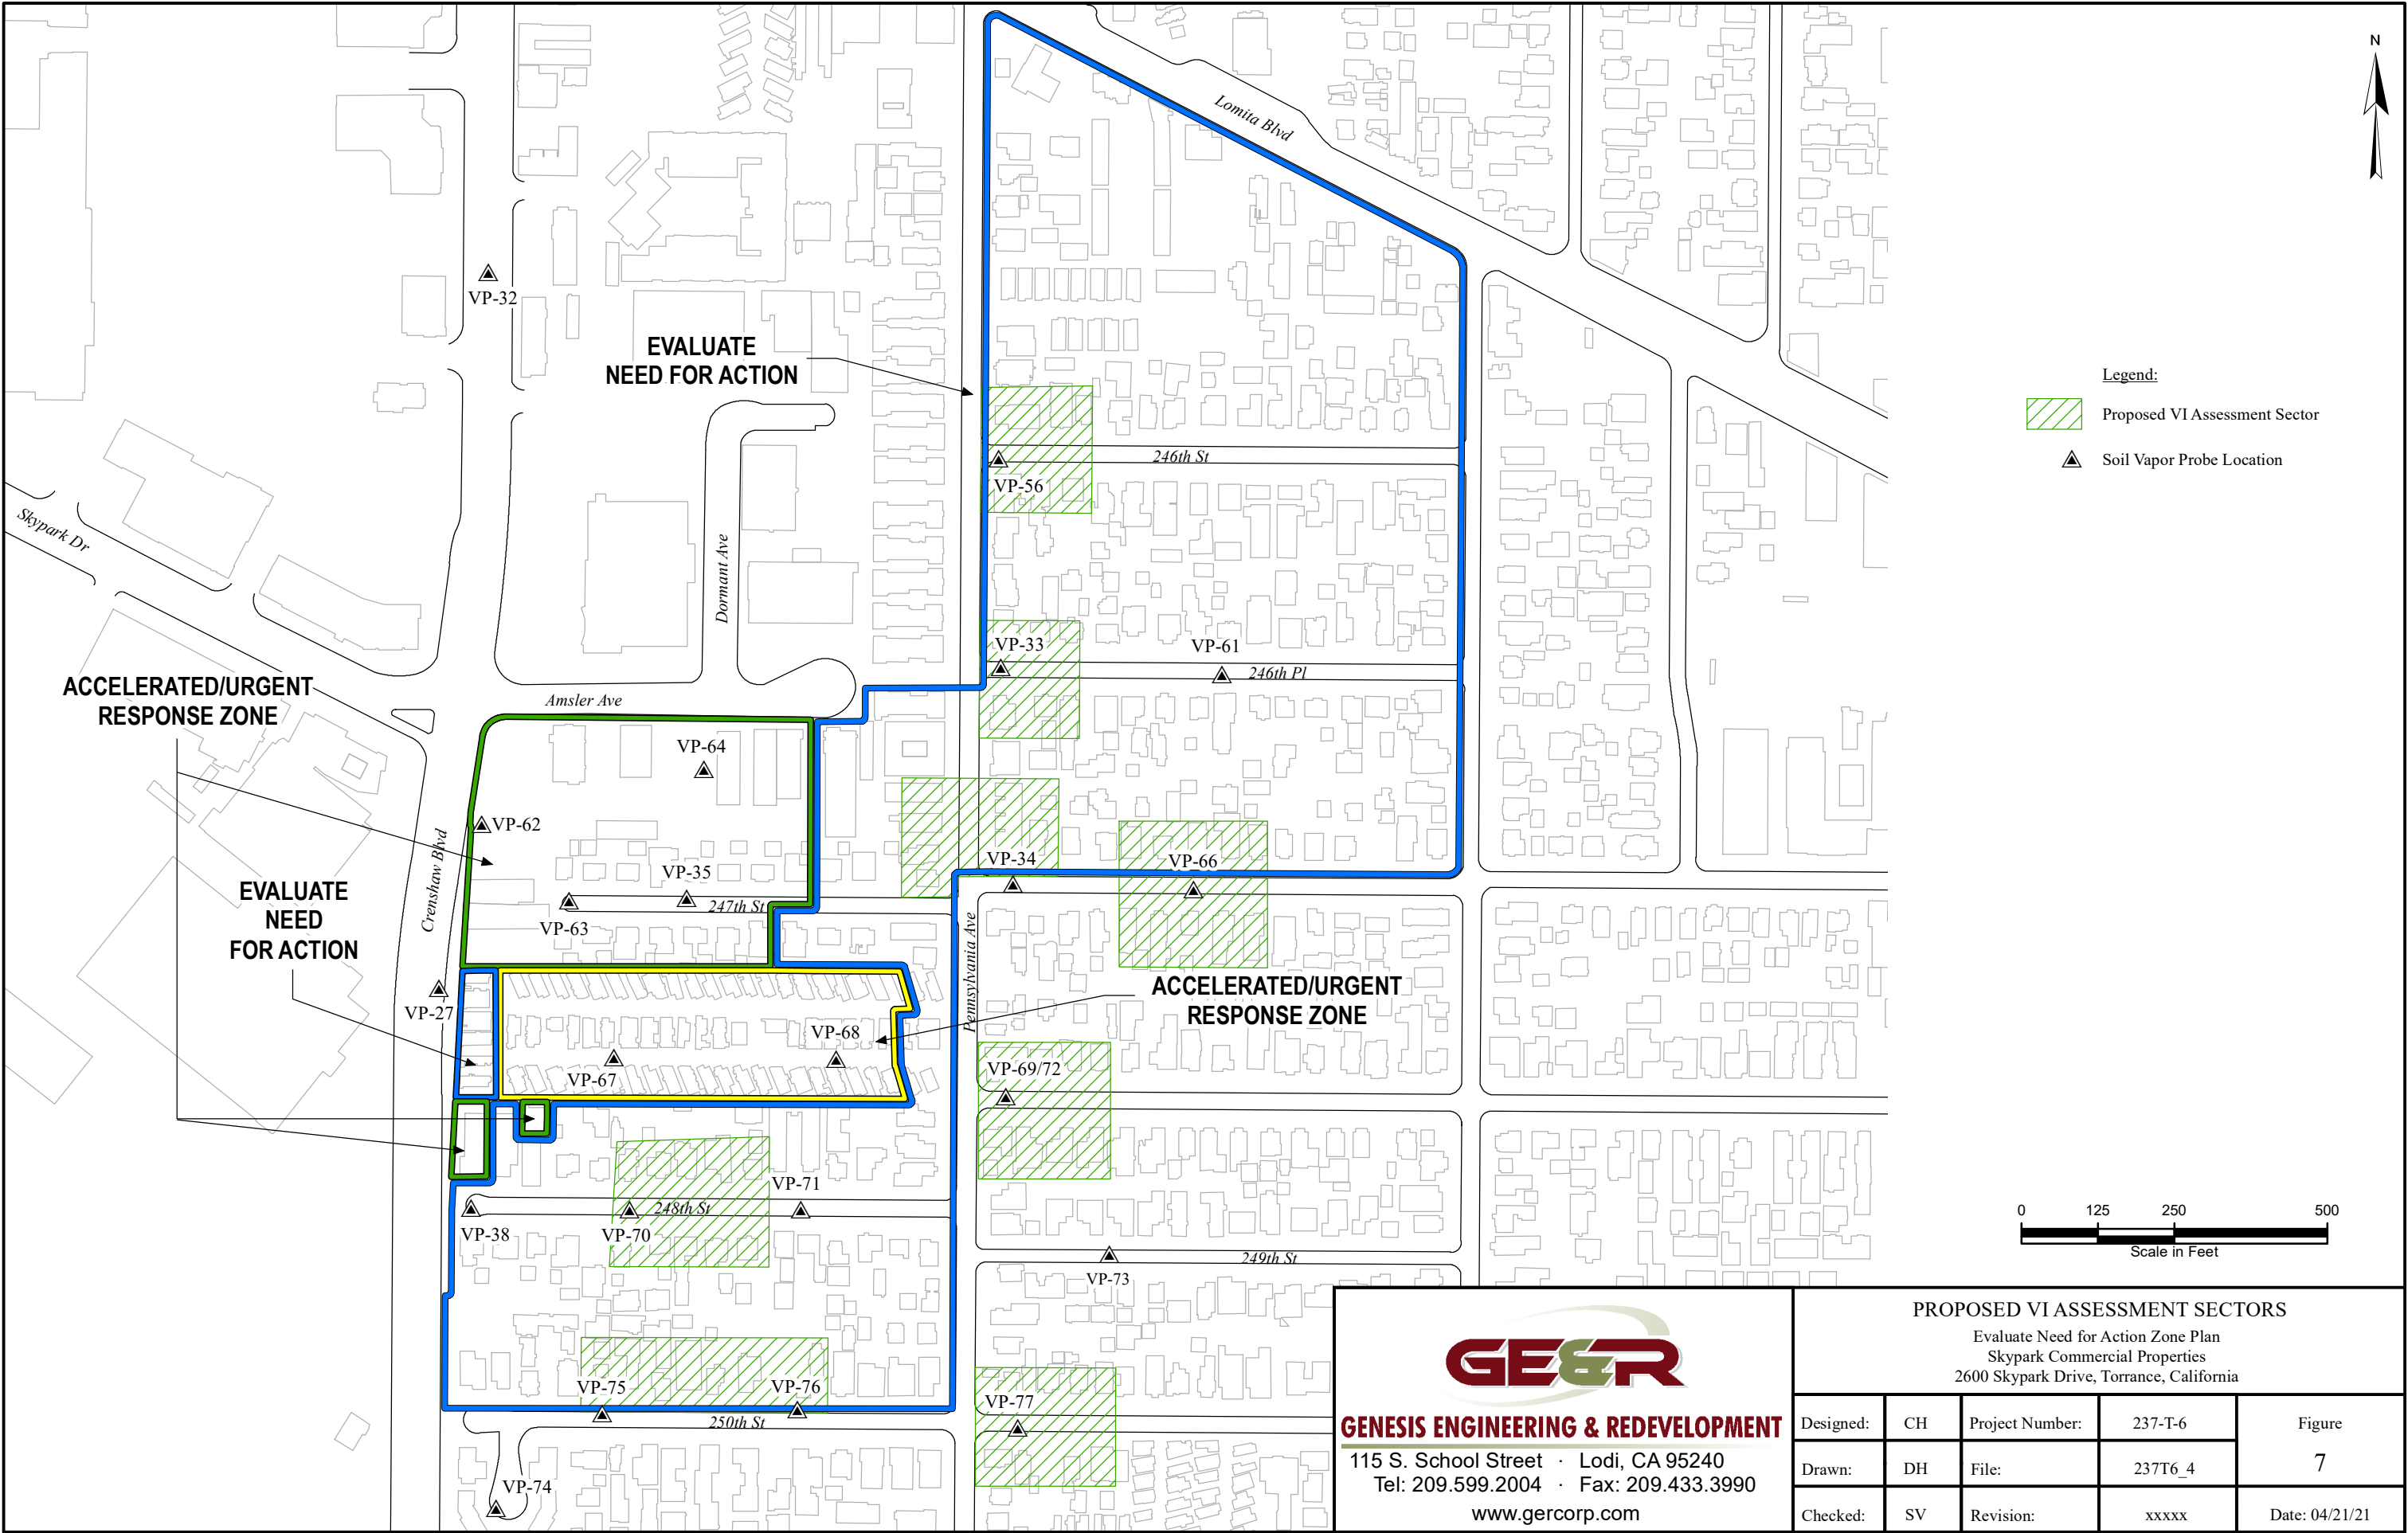 N
Lomita Blvd
VP-32
EVALUATE
NEED FOR ACTION
Legend:
Proposed VI Assessment Sector
Soil Vapor Probe Location
246th St
VP-56
Skypark Dr
Dormant Ave
VP-33
VP-61
246th Pl
ACCELERATED/URGENT
RESPONSE ZONE
Amsler Ave
VP-64
VP-62
Crenshaw Blvd
VP-34
VP-66
VP-35
247th St
VP-63
EVALUATE
NEED
FOR ACTION
Pennsylvania Ave
ACCELERATED/URGENT
RESPONSE ZONE
VP-27
VP-68
VP-67
VP-69/72
VP-71
248th St
VP-38
VP-70
249th St
VP-73
0 125 250 500
Scale in Feet
VP-75
VP-76
250th St
VP-77
VP-74
GE&R
GENESIS ENGINEERING & REDEVELOPMENT
115 S. School Street · Lodi, CA 95240
Tel: 209.599.2004 · Fax: 209.433.3990
www.gercorp.com
PROPOSED VI ASSESSMENT SECTORS
Evaluate Need for Action Zone Plan
Skypark Commercial Properties
2600 Skypark Drive, Torrance, California
Designed: CH Project Number: 237-T-6 Figure
7
Drawn: DH File: 237T6_4
Checked: SV Revision: xxxxx Date: 04/21/21